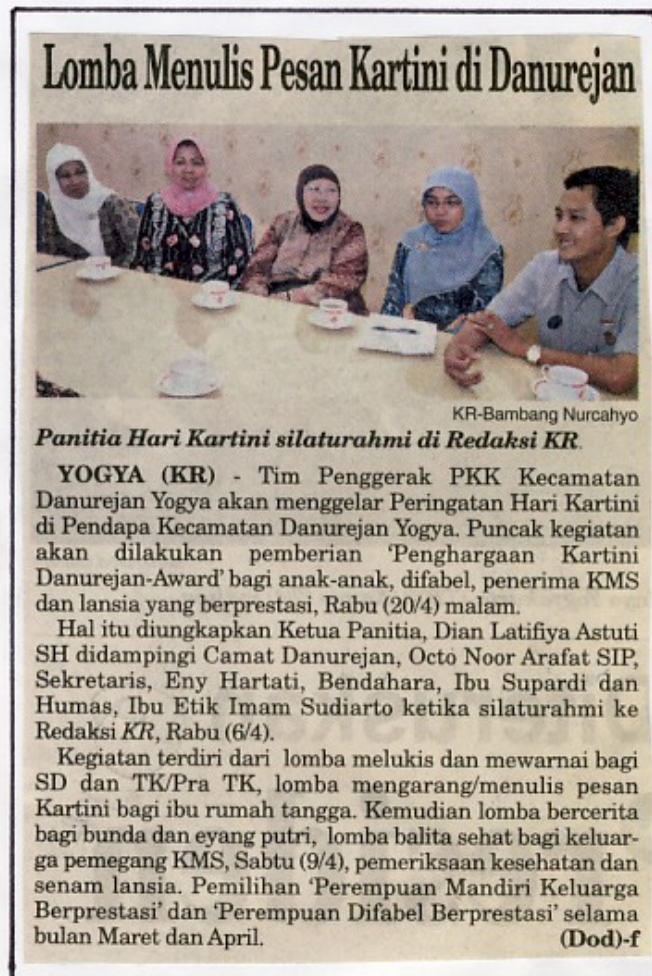 Lomba Menulis Pesan Kartini di Danurejan
KR-Bambang Nurcahyo
Panitia Hari Kartini silaturahmi di Redaksi KR.
YOGYA (KR) - Tim Penggerak PKK Kecamatan
Danurejan Yogya akan menggelar Peringatan Hari Kartini
di Pendapa Kecamatan Danurejan Yogya. Puncak kegiatan
akan dilakukan pemberian ‘Penghargaan Kartini
Danurejan-Award’ bagi anak-anak, difabel, penerima KMS
dan lansia yang berprestasi, Rabu (20/4) malam.
Hal itu diungkapkan Ketua Panitia, Dian Latifiya Astuti
SH didampingi Camat Danurejan, Octo Noor Arafat SIP,
Sekretaris, Eny Hartati, Bendahara, Ibu Supardi dan
Humas, Ibu Etik Imam Sudiarto ketika silaturahmi ke
Redaksi KR, Rabu (6/4).
Kegiatan terdiri dari lomba melukis dan mewarnai bagi
SD dan TK/Pra TK, lomba mengarang/menulis pesan
Kartini bagi ibu rumah tangga. Kemudian lomba bercerita
bagi bunda dan eyang putri, lomba balita sehat bagi keluar-
ga pemegang KMS, Sabtu (9/4), pemeriksaan kesehatan dan
senam lansia. Pemilihan ‘Perempuan Mandiri Keluarga
Berprestasi’ dan ‘Perempuan Difabel Berprestasi’ selama
bulan Maret dan April. (Dod)-f